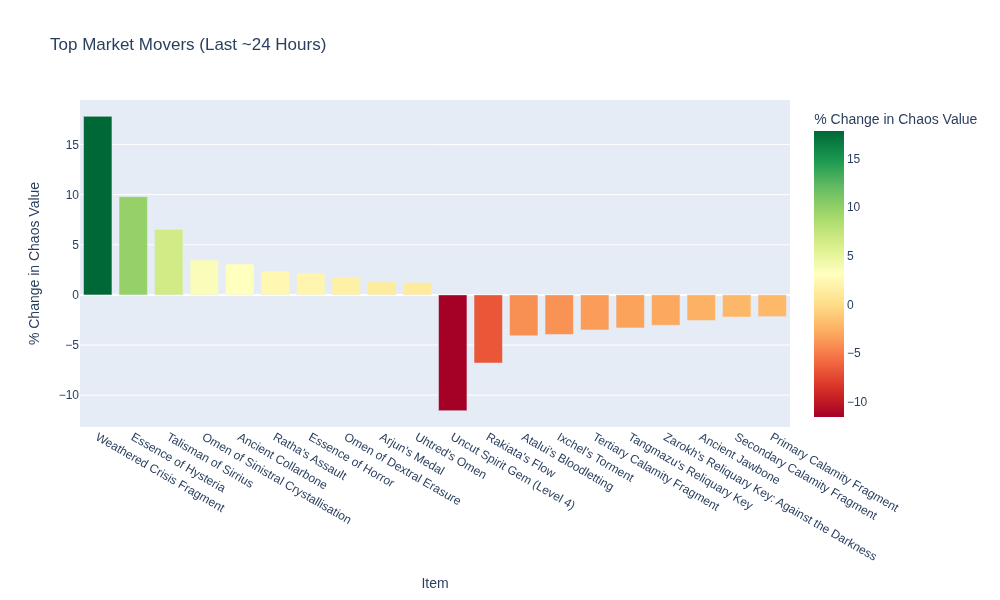 Top Market Movers (Last ~24 Hours)
% Change in Chaos Value
15
10
5
0
−5
−10
Weathered Crisis Fragment
Essence of Hysteria
Talisman of Sirrius
Omen of Sinistral Crystallisation
Ancient Collarbone
Ratha's Assault
Essence of Horror
Omen of Dextral Erasure
Arjun's Medal
Uhtred's Omen
Uncut Spirit Gem (Level 4)
Rakiata's Flow
Atalui's Bloodletting
Ixchel's Torment
Tertiary Calamity Fragment
Tangmazu's Reliquary Key
Zarokh's Reliquary Key: Against the Darkness
Ancient Jawbone
Secondary Calamity Fragment
Primary Calamity Fragment
Item
% Change in Chaos Value
15
10
5
0
−5
−10